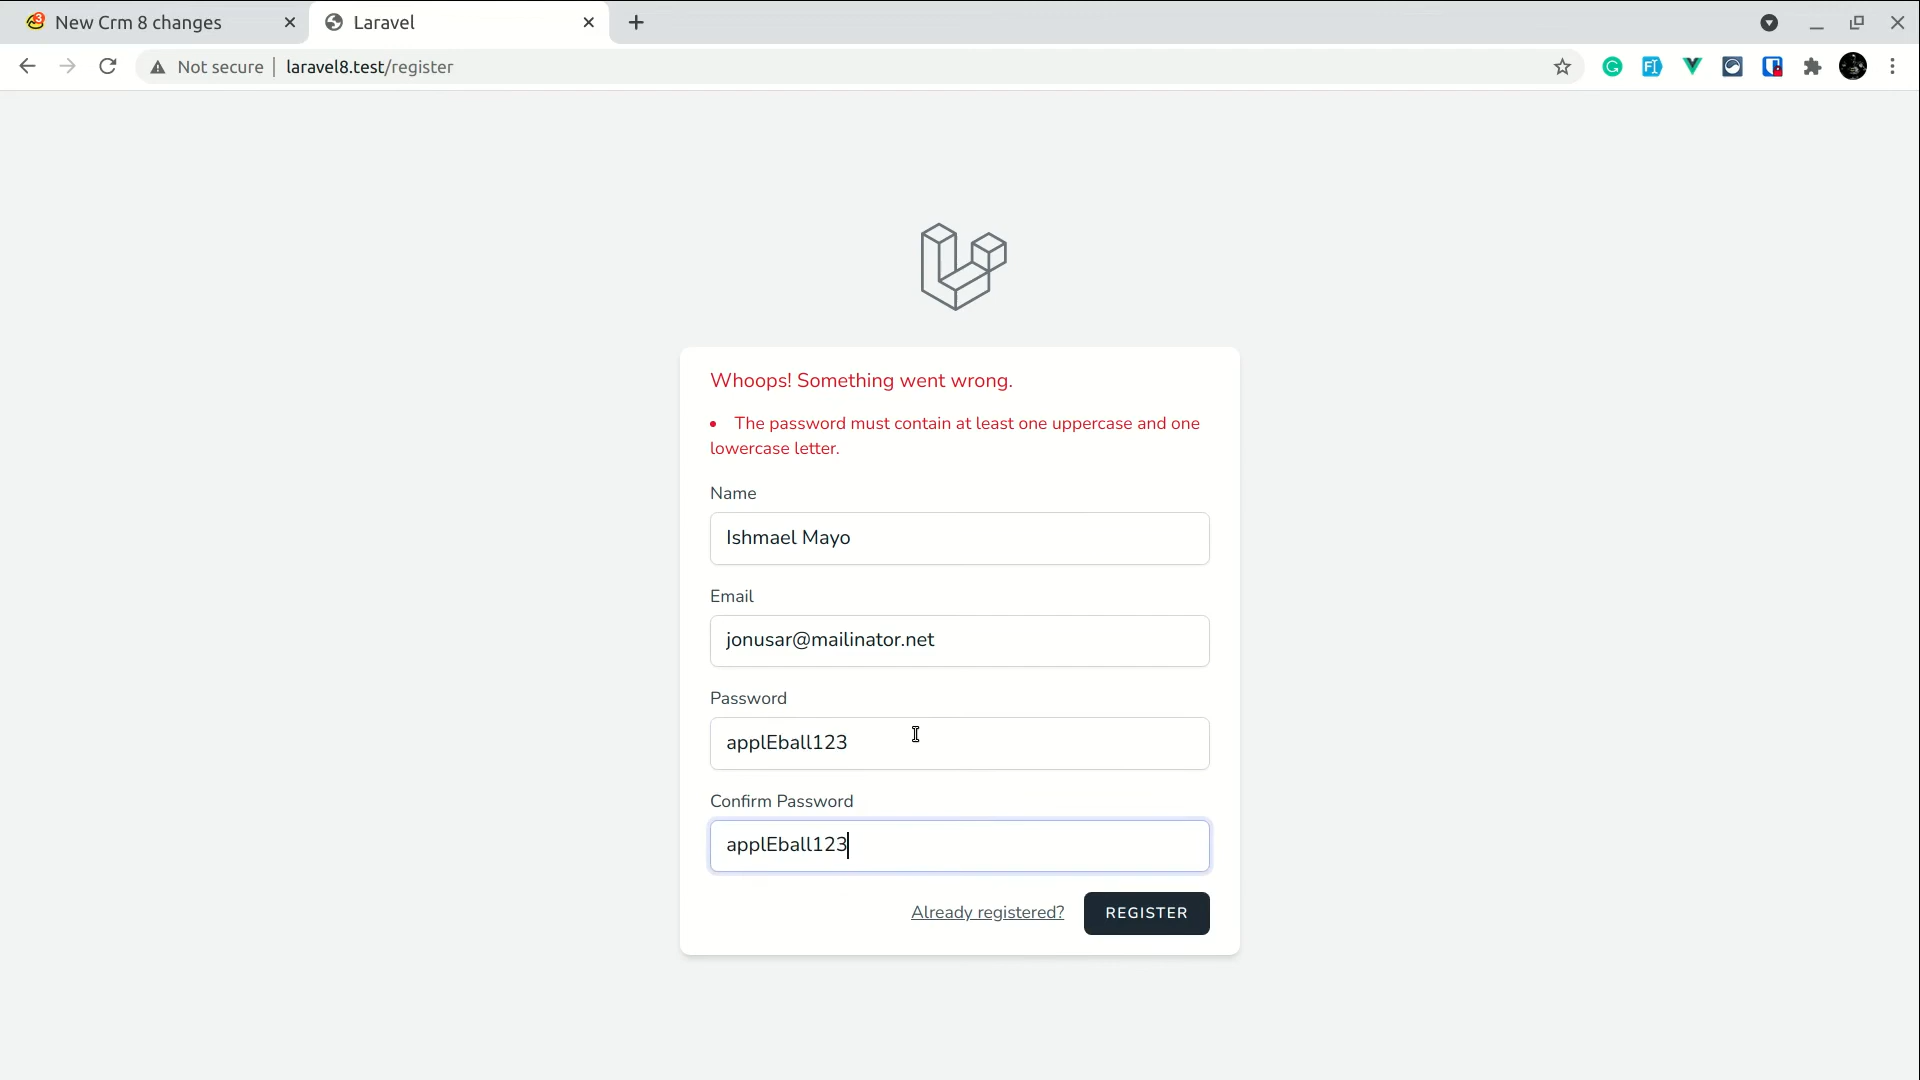 New Crm 8 changes
Laravel
Not secure | laravel8.test/register
Whoops! Something went wrong.
• The password must contain at least one uppercase and one
lowercase letter.
Name
Ishmael Mayo
Email
jonusar@mailinator.net
Password
applEball123
Confirm Password
applEball123
Already registered?
REGISTER